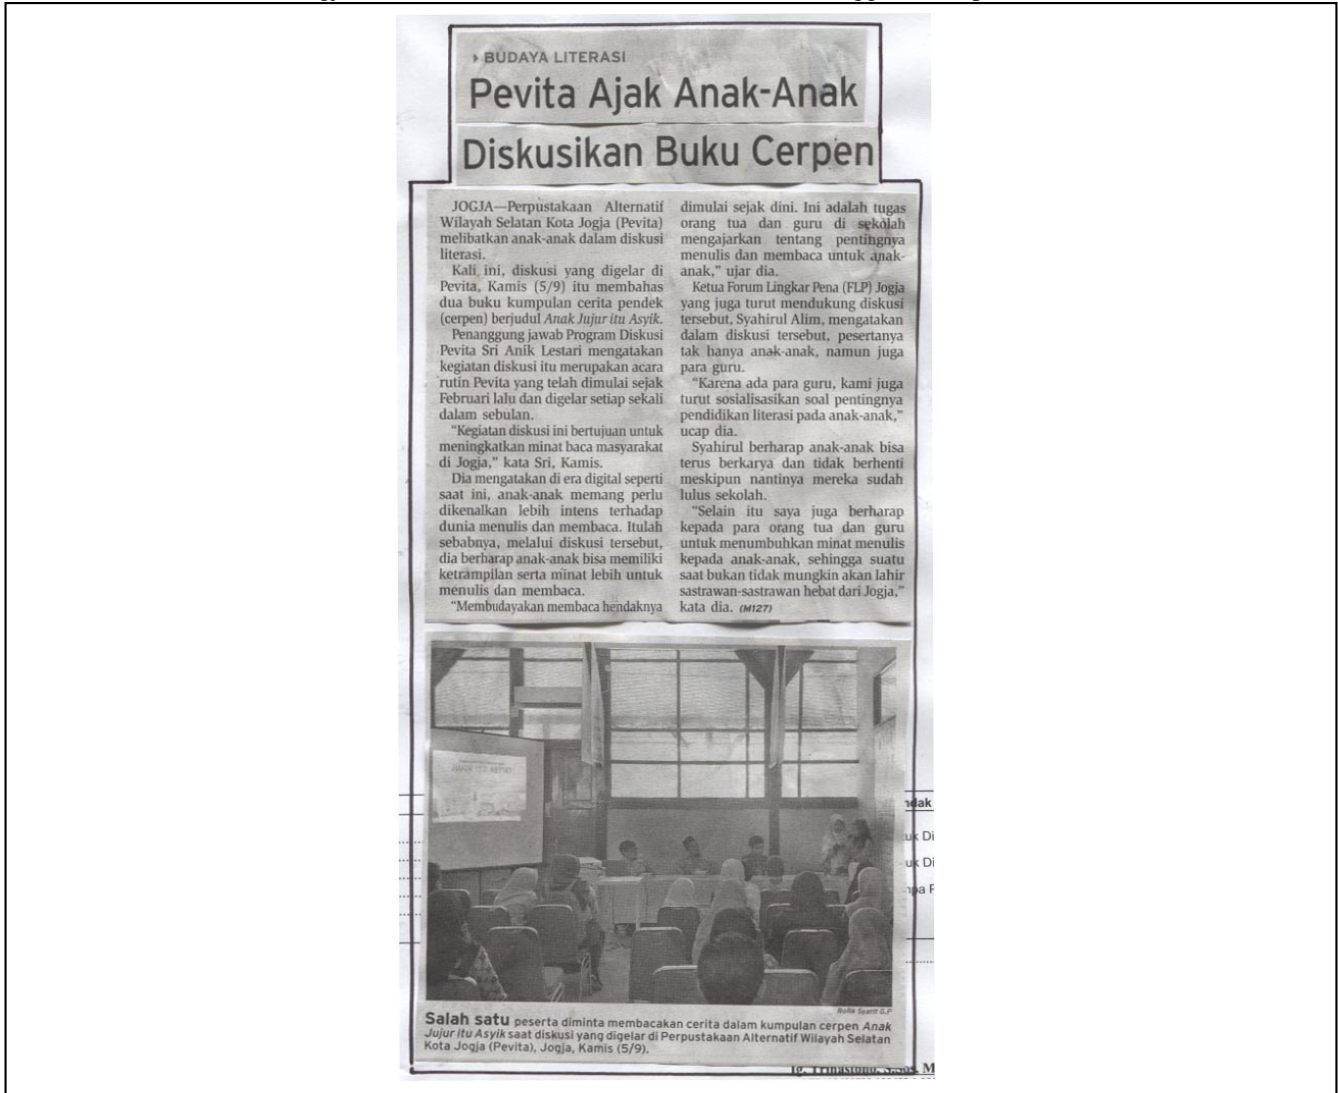 BUDAYA LITERASI
Pevita Ajak Anak-Anak
Diskusikan Buku Cerpen
JOGJA—Perpustakaan Alternatif
Wilayah Selatan Kota Jogja (Pevita)
melibatkan anak-anak dalam diskusi
literasi.
Kali ini, diskusi yang digelar di
Pevita, Kamis (5/9) itu membahas
dua buku kumpulan cerita pendek
(cerpen) berjudul Anak Jujur itu Asyik.
Penanggung jawab Program Diskusi
Pevita Sri Anik Lestari mengatakan
kegiatan diskusi itu merupakan acara
rutin Pevita yang telah dimulai sejak
Februari lalu dan digelar setiap sekali
dalam sebulan.
"Kegiatan diskusi ini bertujuan untuk
meningkatkan minat baca masyarakat
di Jogja," kata Sri, Kamis.
Dia mengatakan di era digital seperti
saat ini, anak-anak memang perlu
dikenalkan lebih intens terhadap
dunia menulis dan membaca. Itulah
sebabnya, melalui diskusi tersebut,
dia berharap anak-anak bisa memiliki
ketrampilan serta minat lebih untuk
menulis dan membaca.
"Membudayakan membaca hendaknya
dimulai sejak dini. Ini adalah tugas
orang tua dan guru di sekolah
mengajarkan tentang pentingnya
menulis dan membaca untuk anak-
anak," ujar dia.
Ketua Forum Lingkar Pena (FLP) Jogja
yang juga turut mendukung diskusi
tersebut, Syahirul Alim, mengatakan
dalam diskusi tersebut, pesertanya
tak hanya anak-anak, namun juga
para guru.
"Karena ada para guru, kami juga
turut sosialisasikan soal pentingnya
pendidikan literasi pada anak-anak,"
ucap dia.
Syahirul berharap anak-anak bisa
terus berkarya dan tidak berhenti
meskipun nantinya mereka sudah
lulus sekolah.
"Selain itu saya juga berharap
kepada para orang tua dan guru
untuk menumbuhkan minat menulis
kepada anak-anak, sehingga suatu
saat bukan tidak mungkin akan lahir
sastrawan-sastrawan hebat dari Jogja,"
kata dia. (M127)
Salah satu peserta diminta membacakan cerita dalam kumpulan cerpen Anak
Jujur itu Asyik saat diskusi yang digelar di Perpustakaan Alternatif Wilayah Selatan
Kota Jogja (Pevita), Jogja, Kamis (5/9).